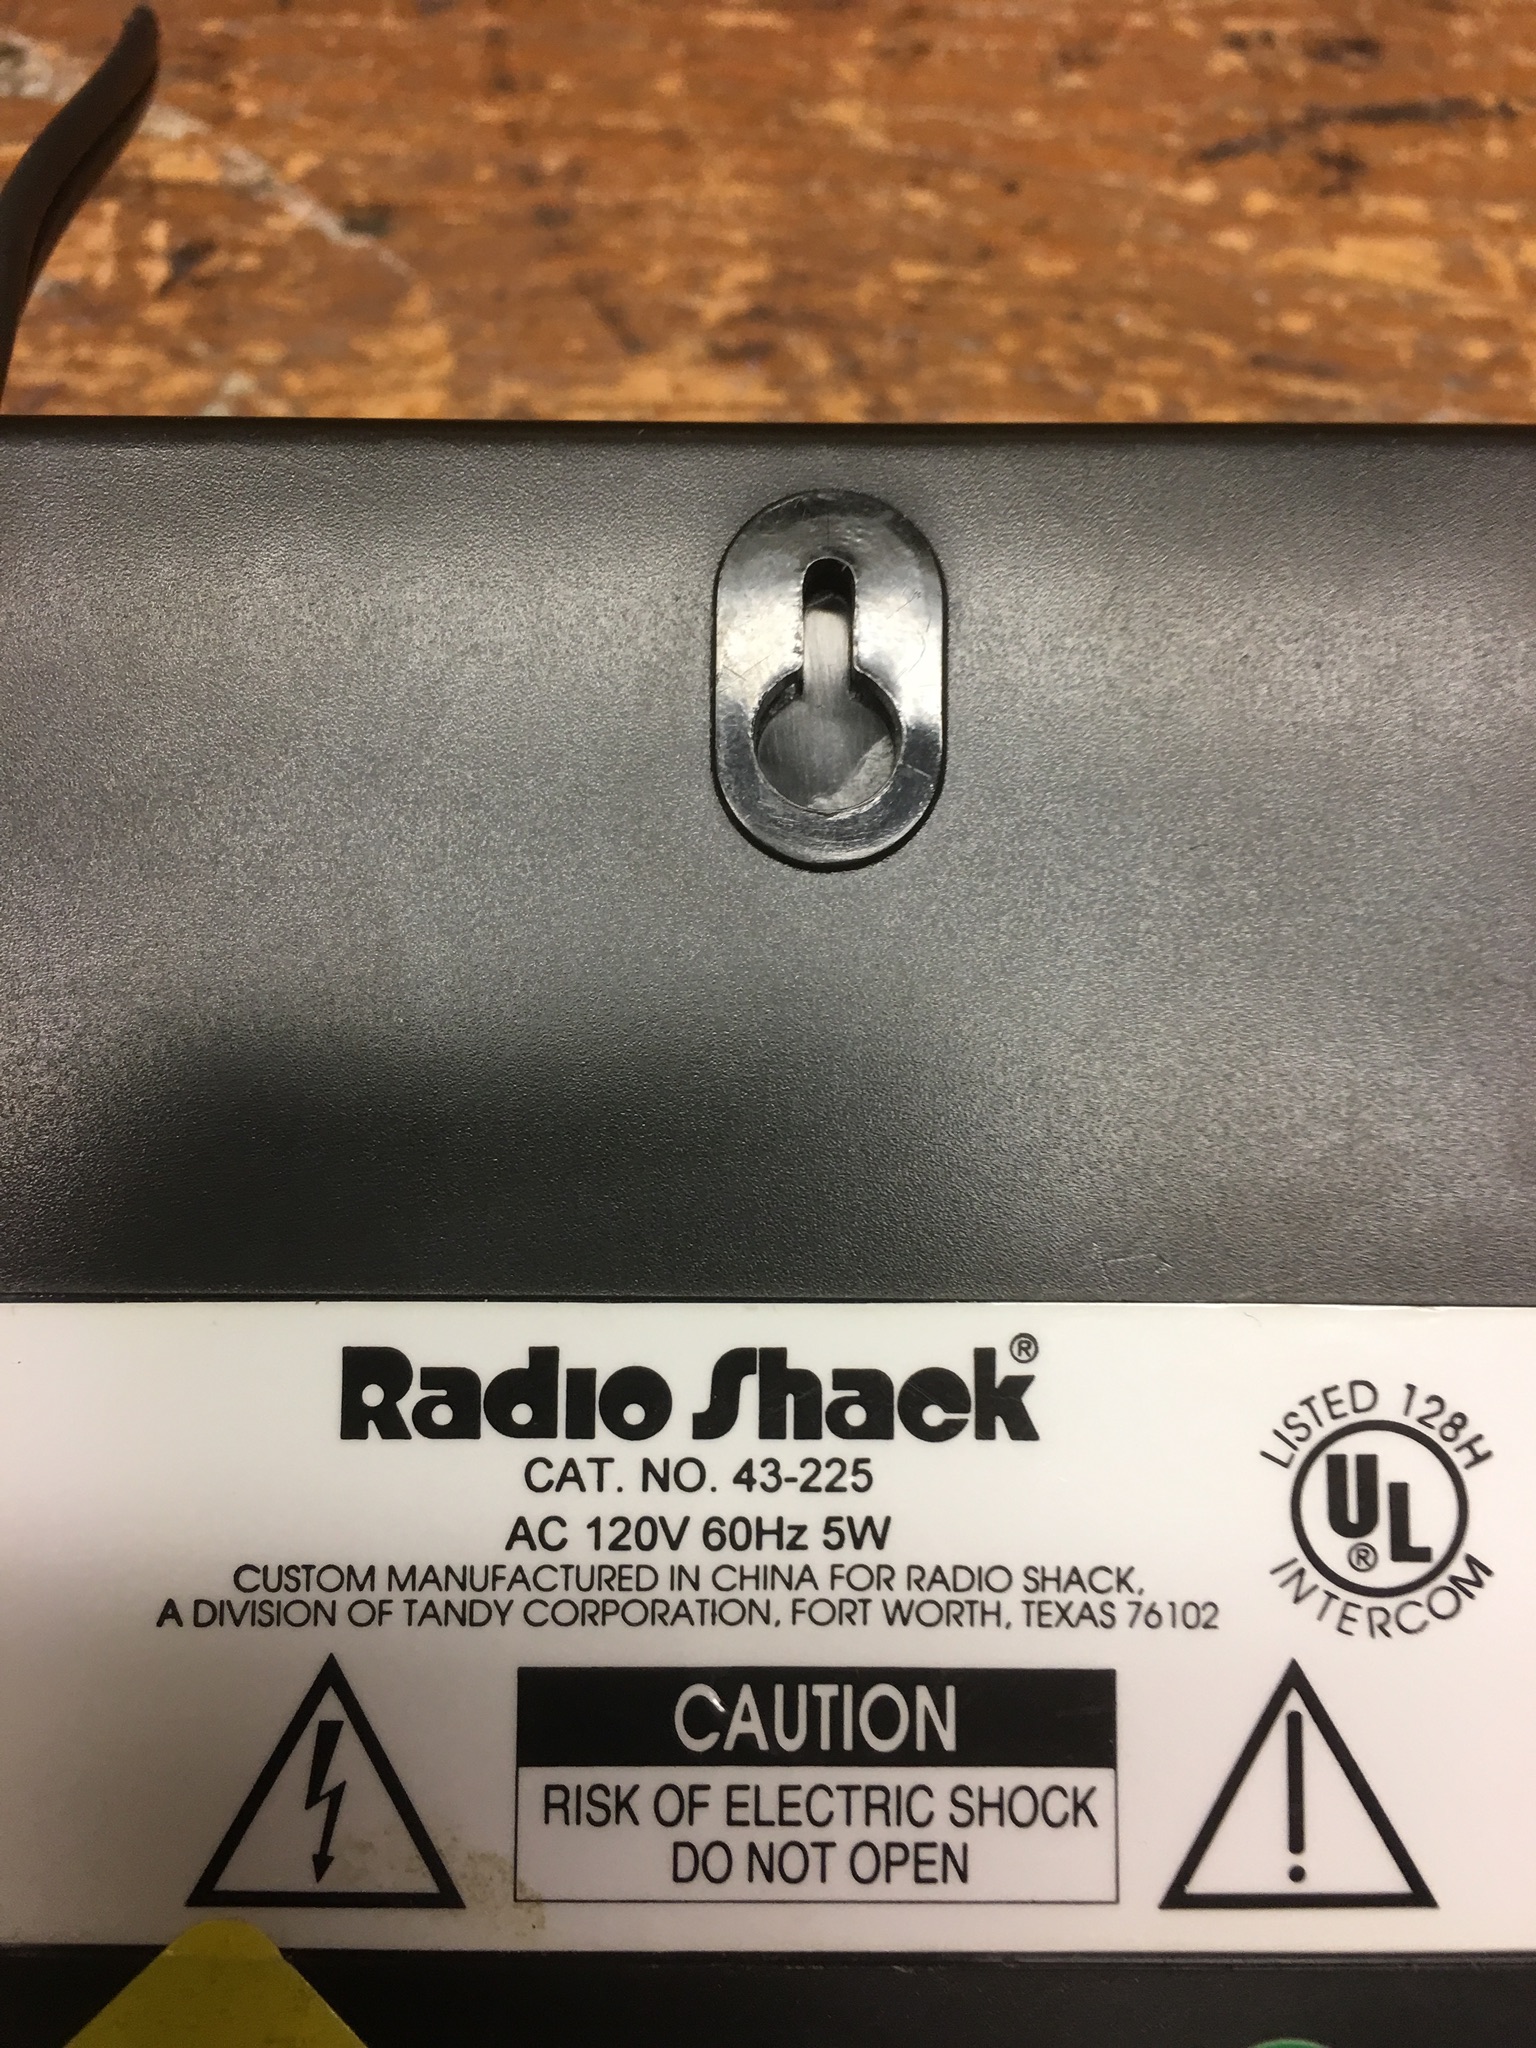 Radio Shack®
CAT. NO. 43-225
AC 120V 60Hz 5W
CUSTOM MANUFACTURED IN CHINA FOR RADIO SHACK,
A DIVISION OF TANDY CORPORATION, FORT WORTH, TEXAS 76102
LISTED 128H
UL®
INTERCOM
CAUTION
RISK OF ELECTRIC SHOCK
DO NOT OPEN